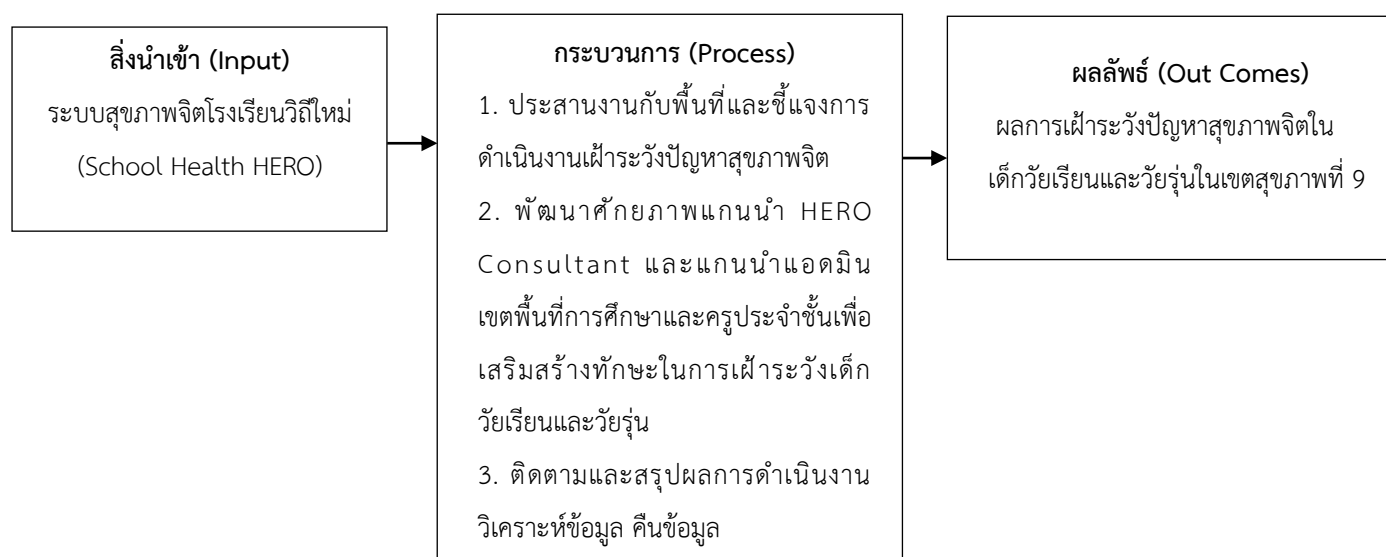 สิ่งนำเข้า (Input)
ระบบสุขภาพจิตโรงเรียนวิถีใหม่
(School Health HERO)
กระบวนการ (Process)
1. ประสานงานกับพื้นที่และชี้แจงการ
ดำเนินงานเฝ้าระวังปัญหาสุขภาพจิต
2. พัฒนาศักยภาพแกนนำ HERO
Consultant และแกนนำแอดมิน
เขตพื้นที่การศึกษาและครูประจำชั้นเพื่อ
เสริมสร้างทักษะในการเฝ้าระวังเด็ก
วัยเรียนและวัยรุ่น
3. ติดตามและสรุปผลการดำเนินงาน
วิเคราะห์ข้อมูล คืนข้อมูล
ผลลัพธ์ (Out Comes)
ผลการเฝ้าระวังปัญหาสุขภาพจิตใน
เด็กวัยเรียนและวัยรุ่นในเขตสุขภาพที่ 9